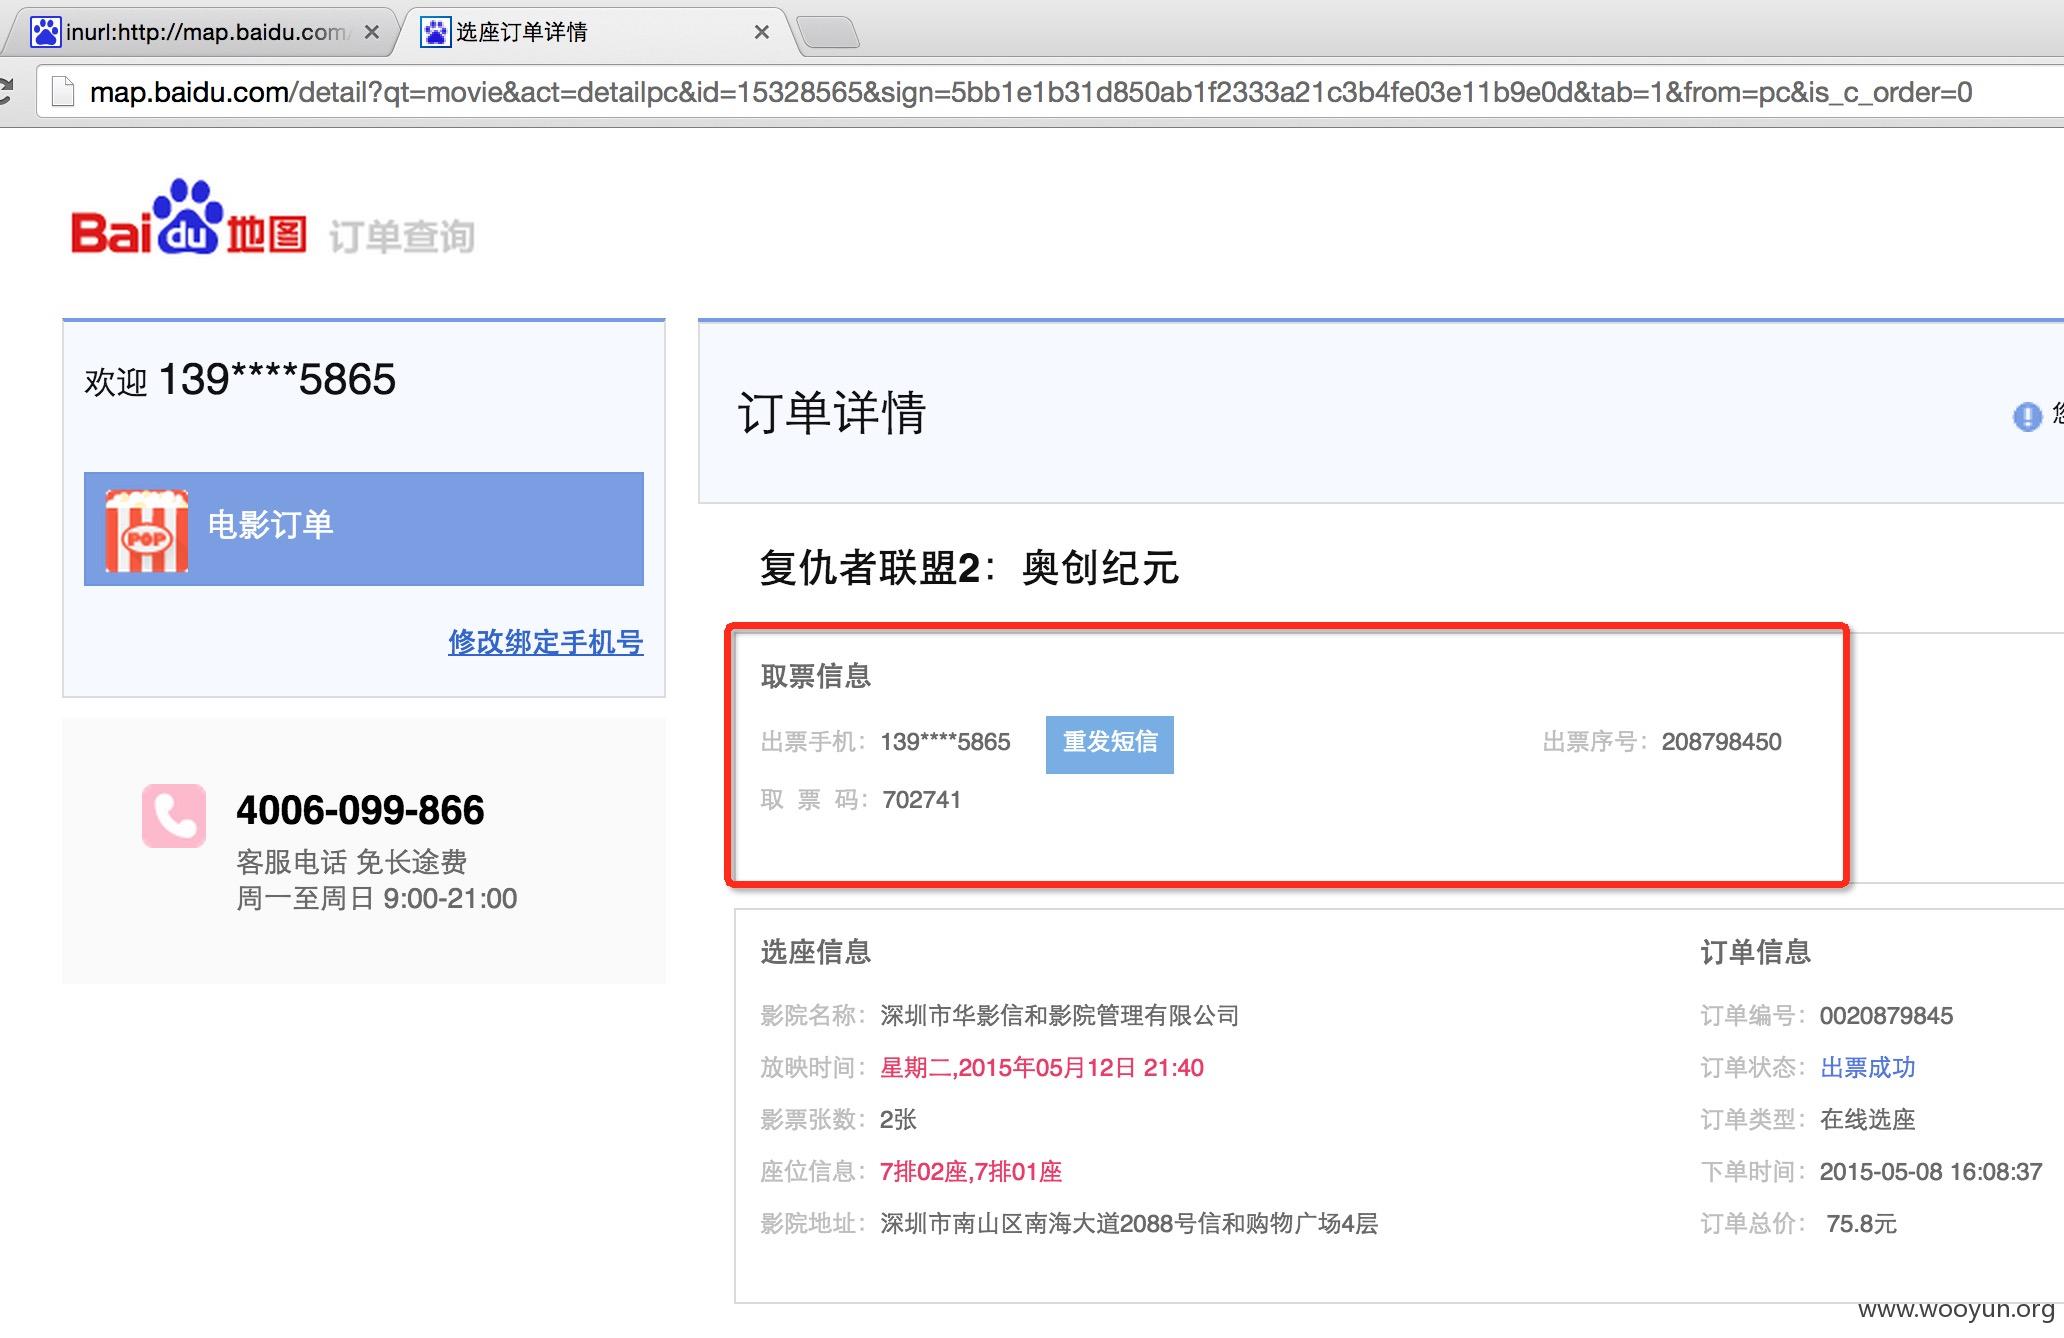 inurl:http://map.baidu.com/
选座订单详情
map.baidu.com/detail?qt=movie&act=detailpc&id=15328565&sign=5bb1e1b31d850ab1f2333a21c3b4fe03e11b9e0d&tab=1&from=pc&is_c_order=0
Bai du 地图 订单查询
欢迎 139****5865
POP
电影订单
修改绑定手机号
4006-099-866
客服电话 免长途费
周一至周日 9:00-21:00
订单详情
您
复仇者联盟2：奥创纪元
取票信息
出票手机：139****5865 重发短信 出票序号：208798450
取 票 码：702741
选座信息
影院名称：深圳市华影信和影院管理有限公司
放映时间：星期二,2015年05月12日 21:40
影票张数：2张
座位信息：7排02座,7排01座
影院地址：深圳市南山区南海大道2088号信和购物广场4层
订单信息
订单编号：0020879845
订单状态：出票成功
订单类型：在线选座
下单时间：2015-05-08 16:08:37
订单总价：75.8元
www.wooyun.org